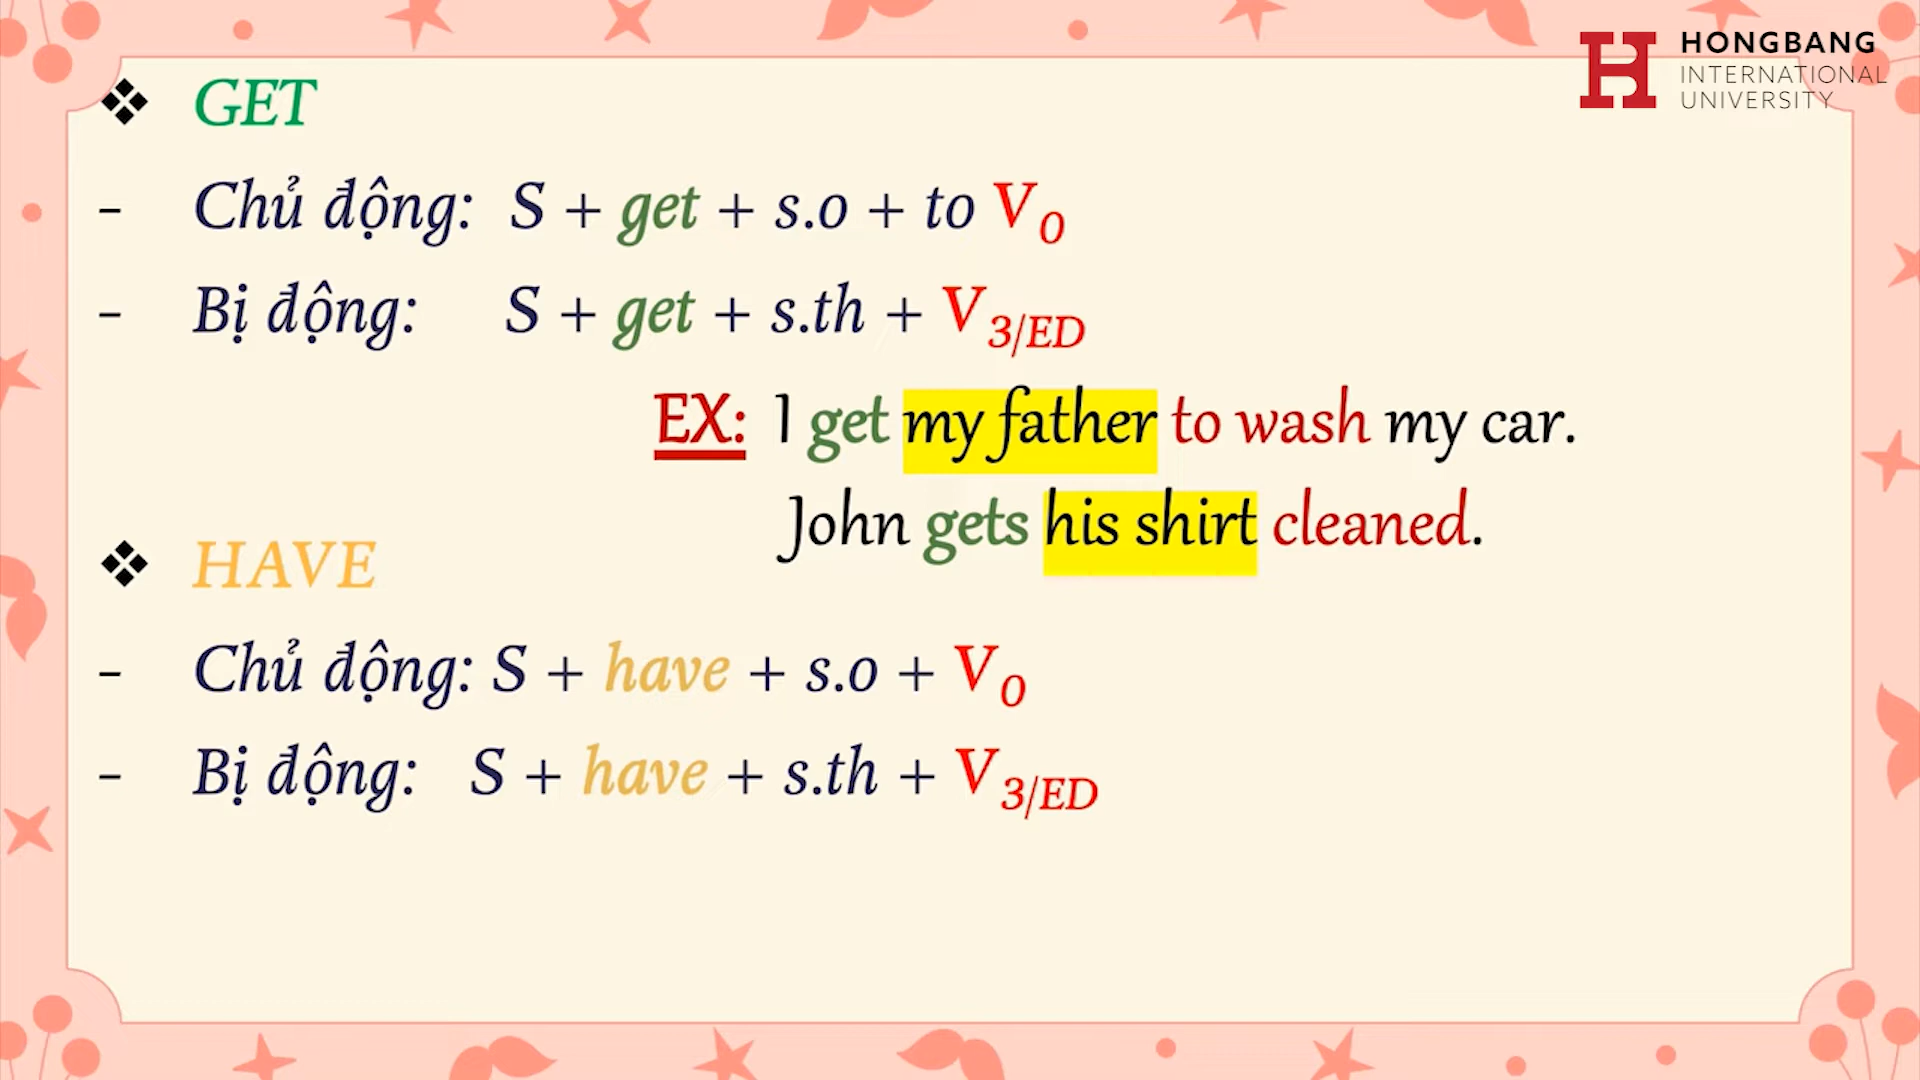 HONGBANG
INTERNATIONAL
UNIVERSITY
❖ GET
- Chủ động: S + get + s.o + to V0
- Bị động: S + get + s.th + V3/ED
EX: I get my father to wash my car.
John gets his shirt cleaned.
❖ HAVE
- Chủ động: S + have + s.o + V0
- Bị động: S + have + s.th + V3/ED